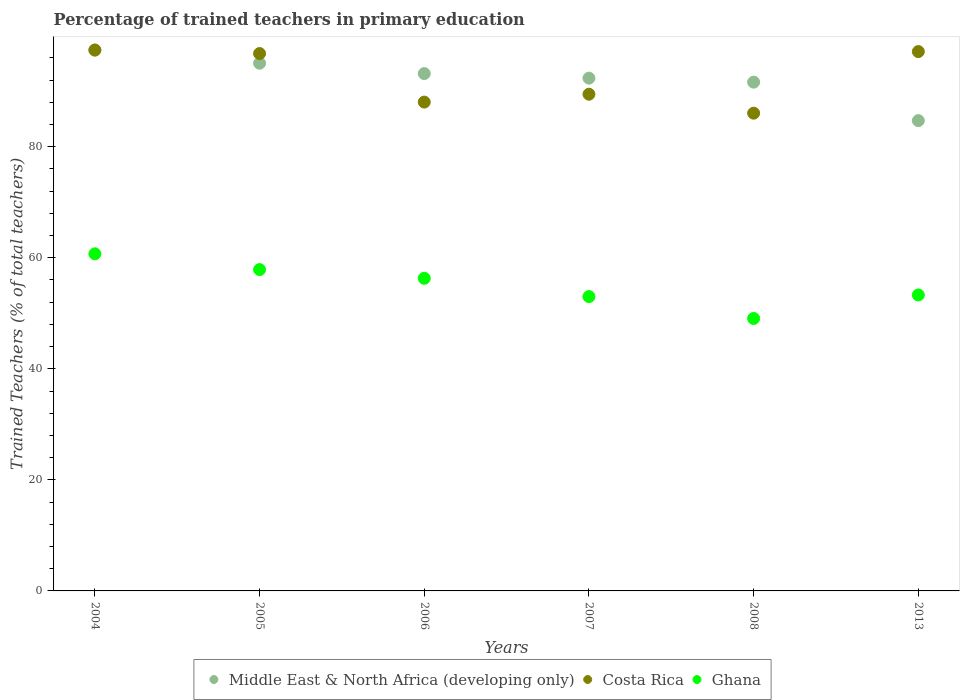 Percentage of trained teachers in primary education
Trained Teachers (% of total teachers)
80
60
40
20
0
2004
2005
2006
2007
2008
2013
Years
Middle East & North Africa (developing only)
Costa Rica
Ghana